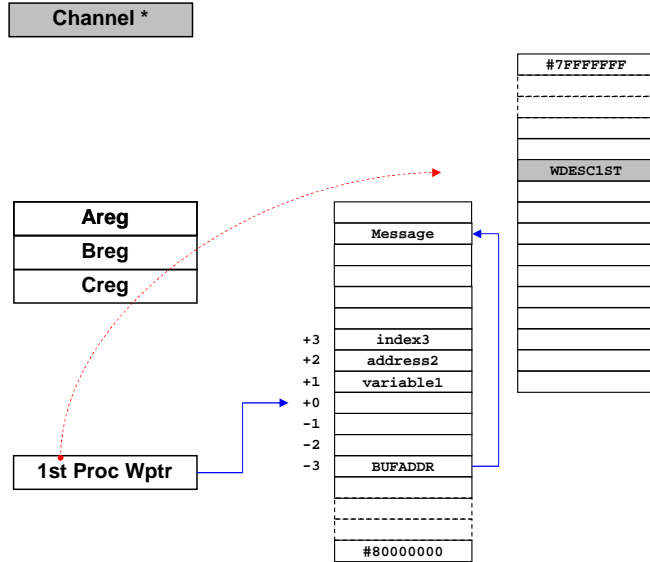 Channel *
#7FFFFFFF
WDESC1ST
Areg
Breg
Creg
Message
+3 index3
+2 address2
+1 variable1
+0
-1
-2
-3 BUFADDR
1st Proc Wptr
#80000000